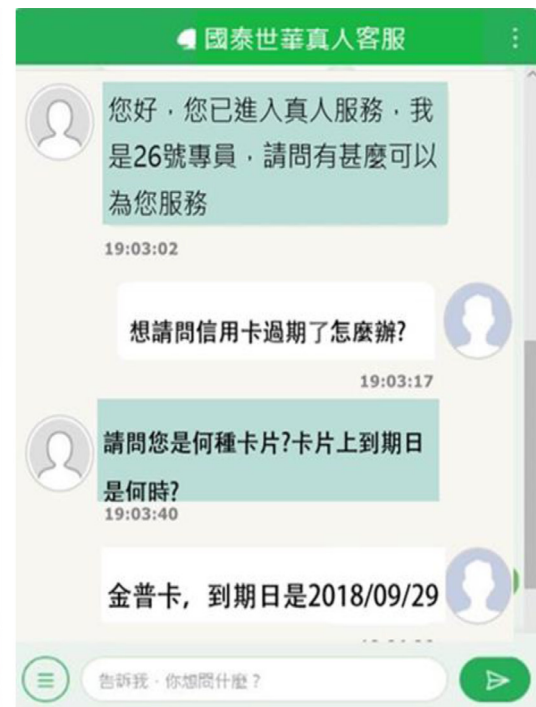 國泰世華真人客服
您好，您已進入真人服務，我
是26號專員，請問有甚麼可以
為您服務
19:03:02
想請問信用卡過期了怎麼辦?
19:03:17
請問您是何種卡片?卡片上到期日
是何時?
19:03:40
金普卡，到期日是2018/09/29
告訴我，你想問什麼？